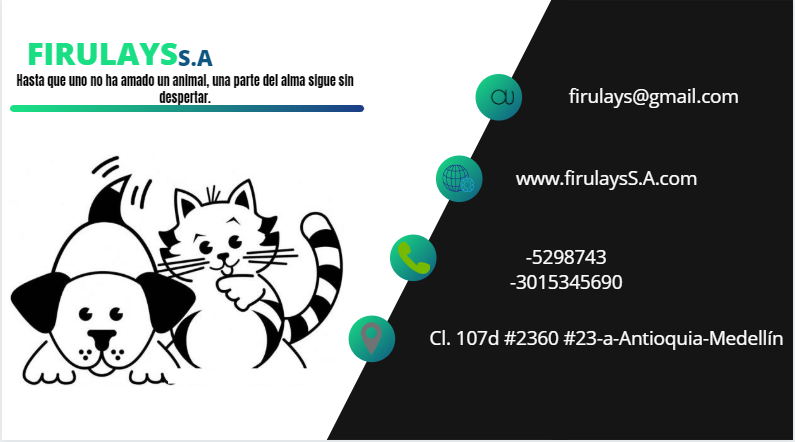 FIRULAYS S.A
Hasta que uno no ha amado un animal, una parte del alma sigue sin
despertar.
firulays@gmail.com
www.firulaysS.A.com
-5298743
-3015345690
Cl. 107d #2360 #23-a-Antioquia-Medellín